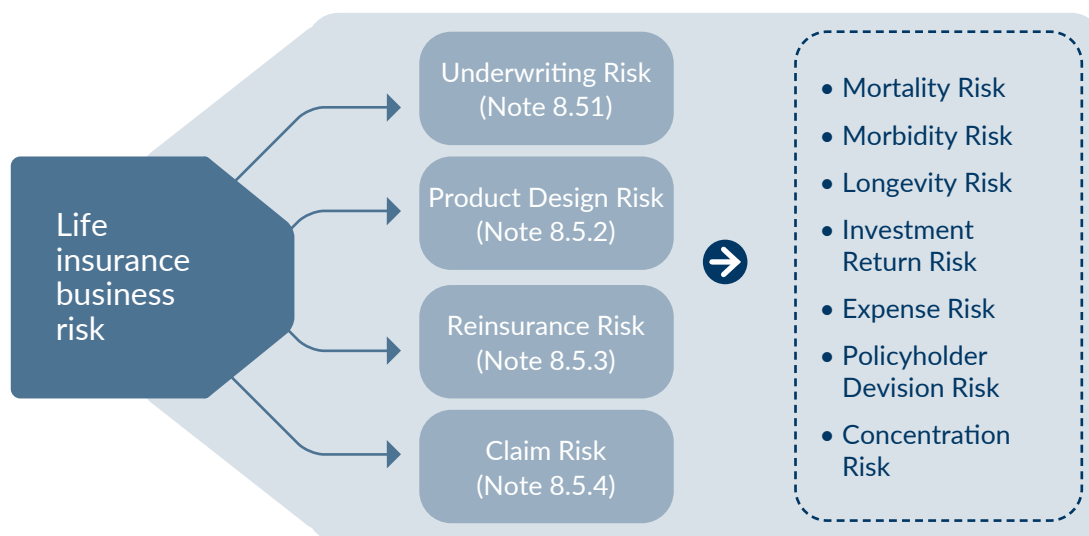 Life
insurance
business
risk
Underwriting Risk
(Note 8.51)
Product Design Risk
(Note 8.5.2)
Reinsurance Risk
(Note 8.5.3)
Claim Risk
(Note 8.5.4)
• Mortality Risk
• Morbidity Risk
• Longevity Risk
• Investment
Return Risk
• Expense Risk
• Policyholder
Devision Risk
• Concentration
Risk